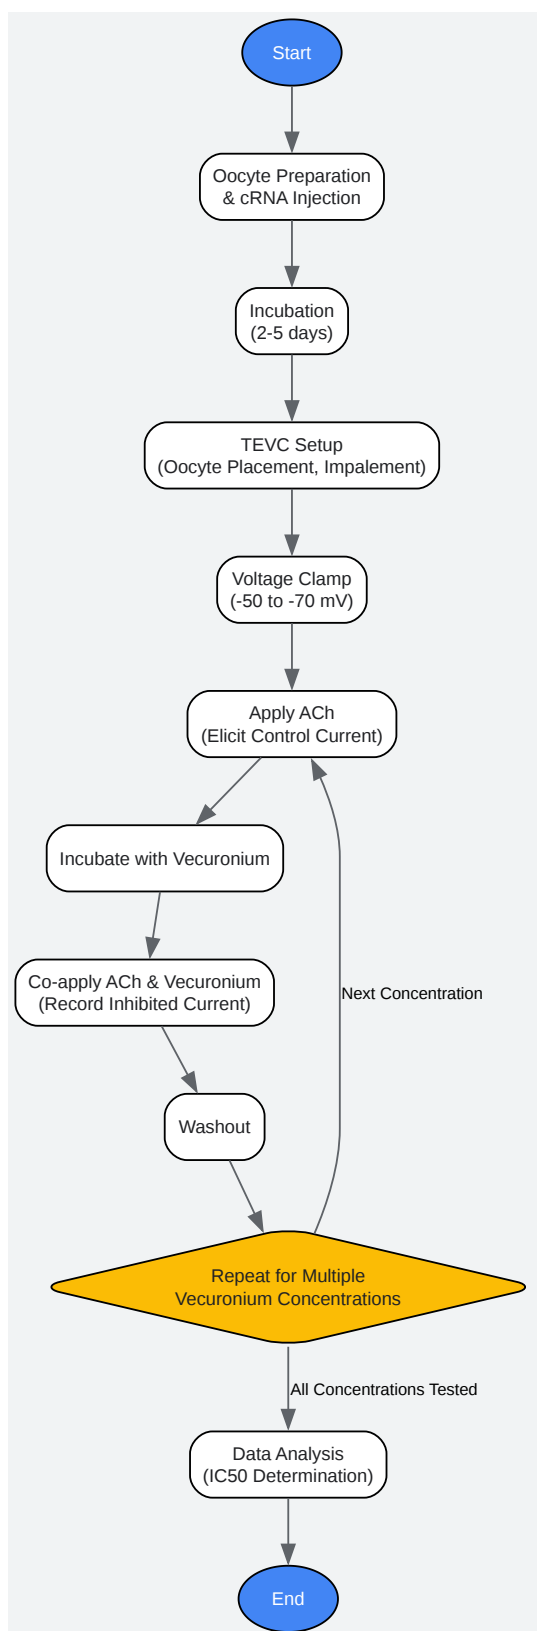 Start
Oocyte Preparation
& cRNA Injection
Incubation
(2-5 days)
TEVC Setup
(Oocyte Placement, Impalement)
Voltage Clamp
(-50 to -70 mV)
Apply ACh
(Elicit Control Current)
Incubate with Vecuronium
Co-apply ACh & Vecuronium
(Record Inhibited Current)
Next Concentration
Washout
Repeat for Multiple
Vecuronium Concentrations
All Concentrations Tested
Data Analysis
(IC50 Determination)
End